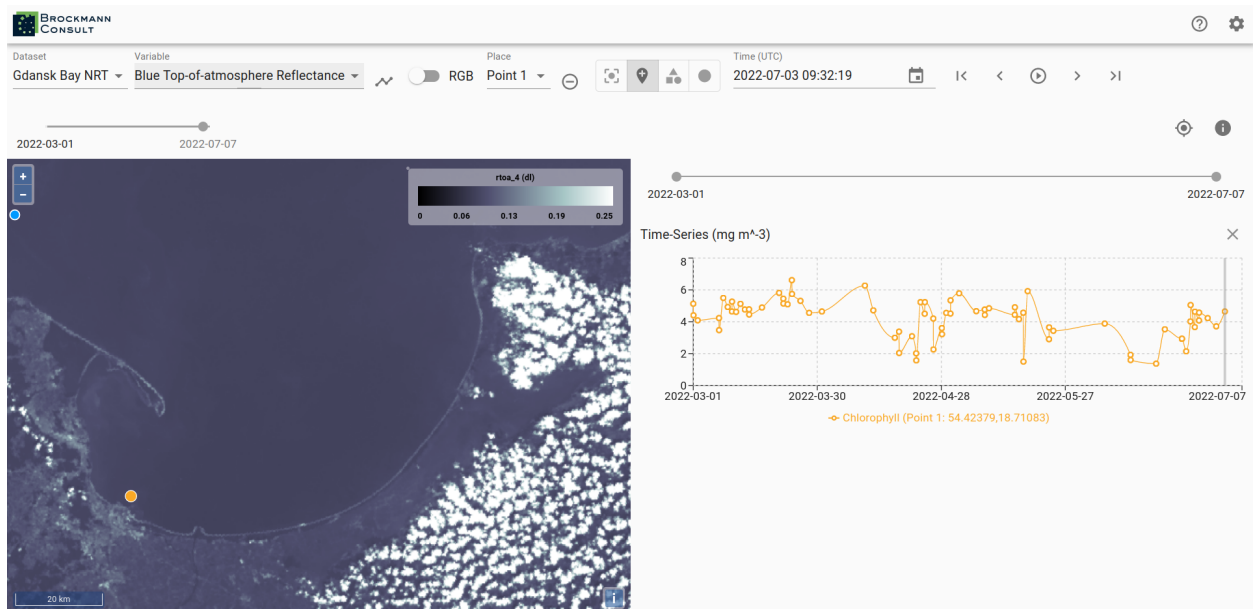 BROCKMANN
CONSULT
Dataset
Gdansk Bay NRT
Variable
Blue Top-of-atmosphere Reflectance
RGB
Place
Point 1
Time (UTC)
2022-07-03 09:32:19
2022-03-01
2022-07-07
+
−
rtoa_4 (dl)
0 0.06 0.13 0.19 0.25
20 km
i
2022-03-01
2022-07-07
Time-Series (mg m^-3)
8
6
4
2
0
2022-03-01 2022-03-30 2022-04-28 2022-05-27 2022-07-07
Chlorophyll (Point 1: 54.42379,18.71083)